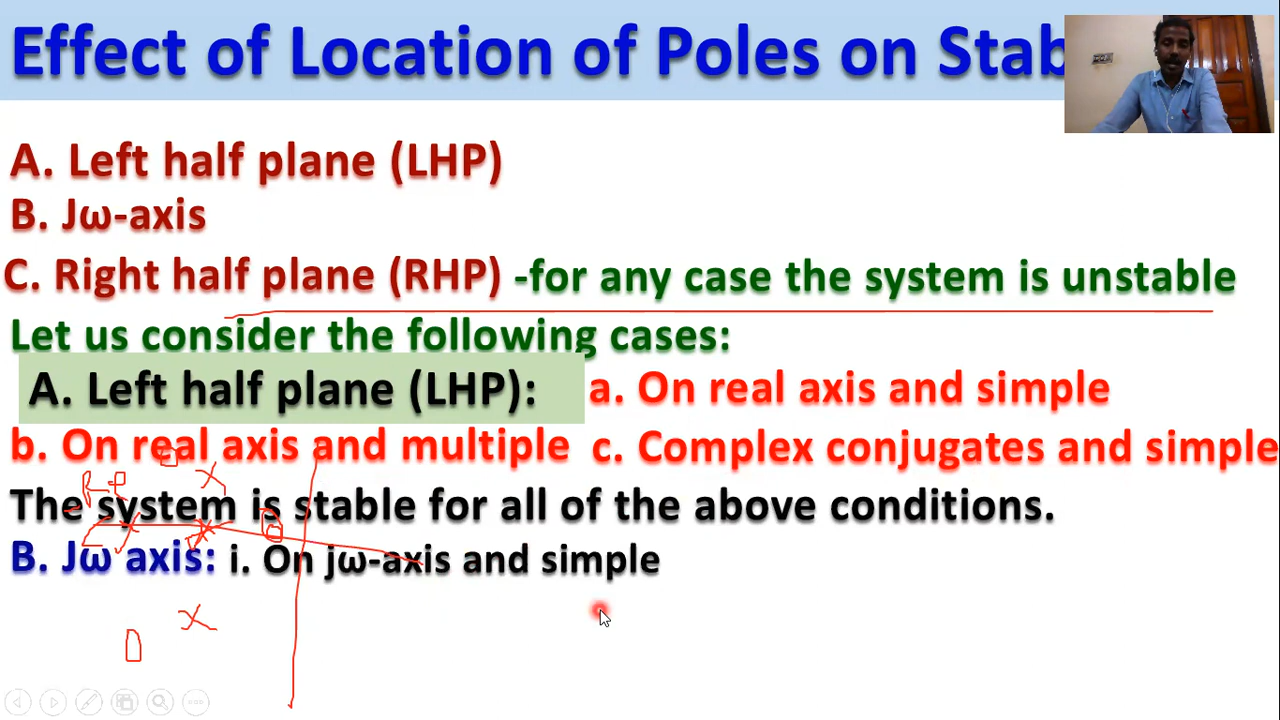 Effect of Location of Poles on Stab
A. Left half plane (LHP)
B. Jω-axis
C. Right half plane (RHP) -for any case the system is unstable
Let us consider the following cases:
A. Left half plane (LHP): a. On real axis and simple
b. On real axis and multiple c. Complex conjugates and simple
The system is stable for all of the above conditions.
B. Jω axis: i. On jω-axis and simple